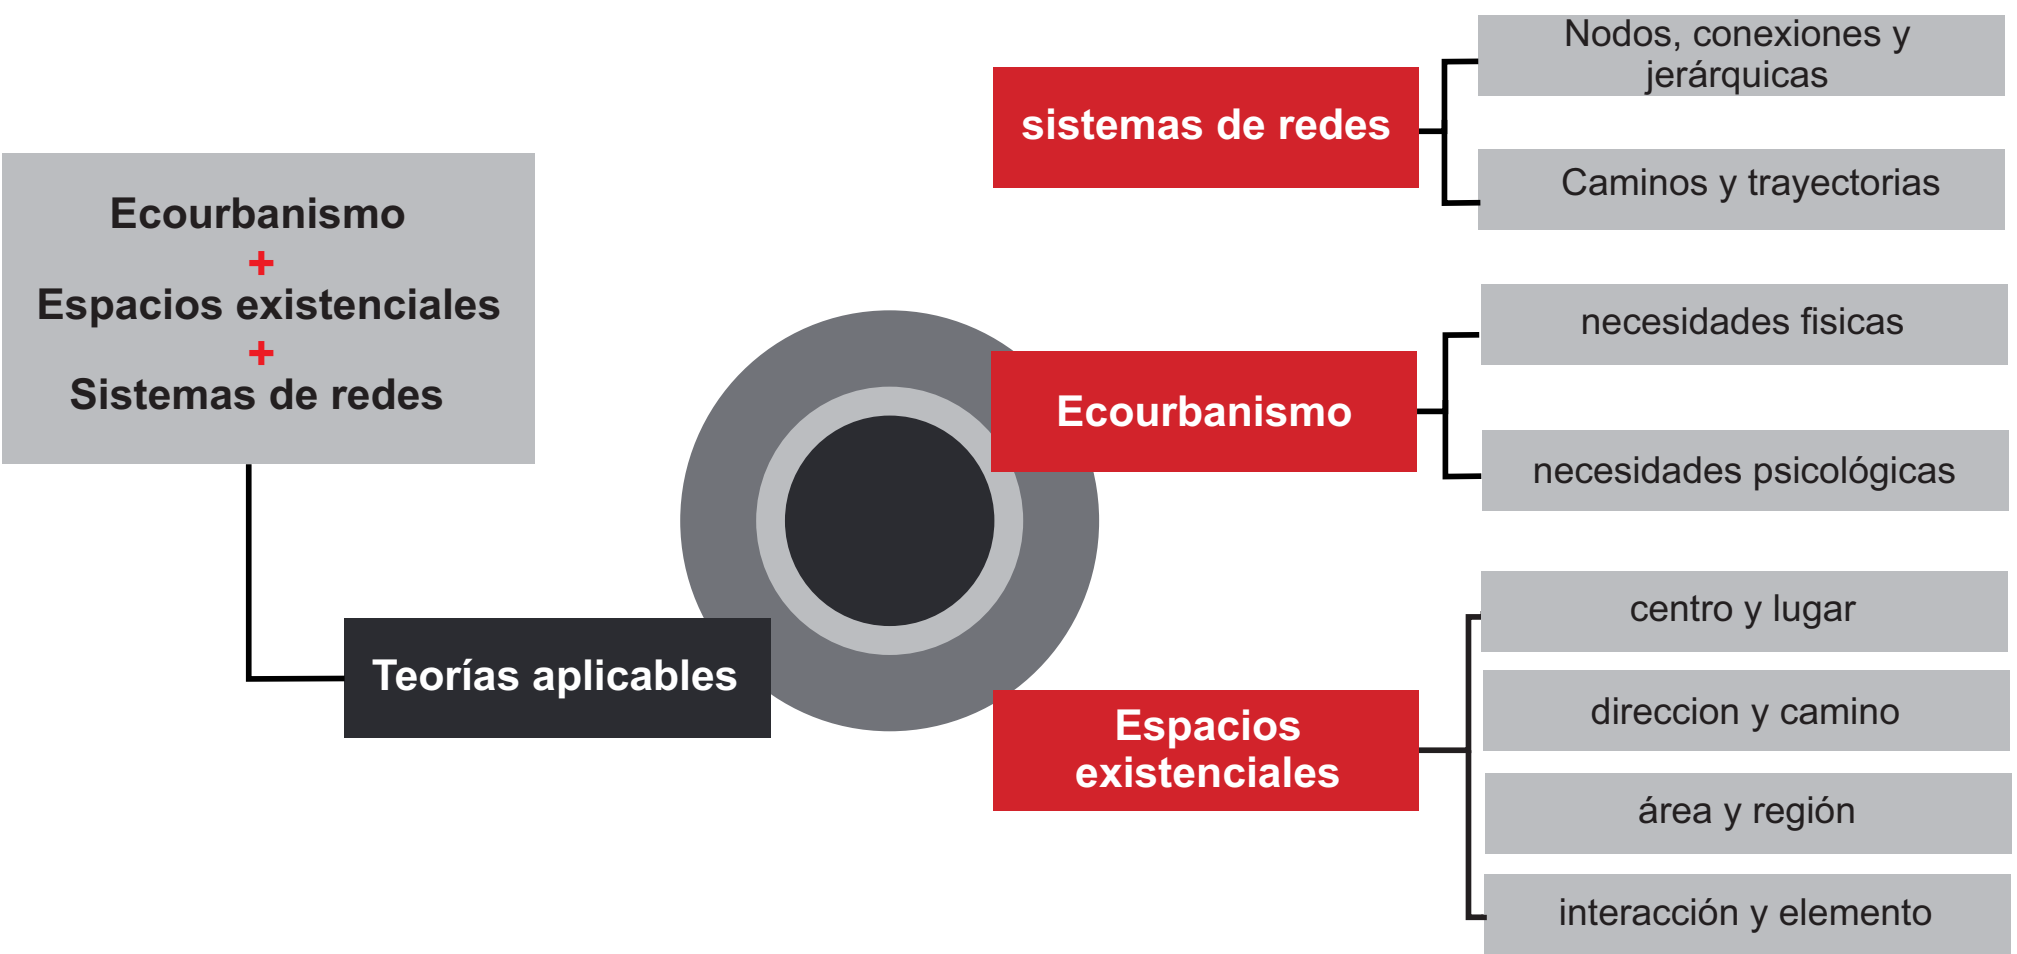 Ecourbanismo
+
Espacios existenciales
+
Sistemas de redes
Teorías aplicables
sistemas de redes
Nodos, conexiones y
jerárquicas
Caminos y trayectorias
Ecourbanismo
necesidades fisicas
necesidades psicológicas
Espacios
existenciales
centro y lugar
direccion y camino
área y región
interacción y elemento